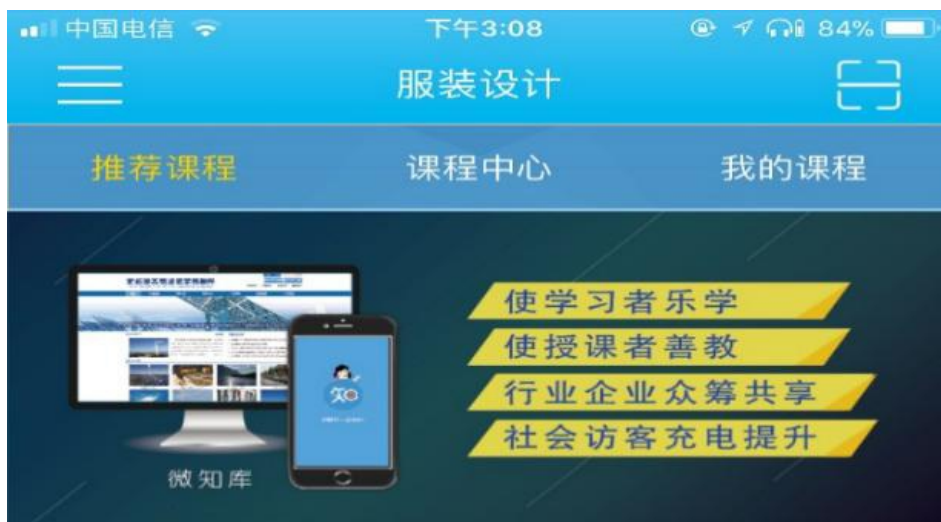 中国电信 下午3:08 84%
服装设计
推荐课程 课程中心 我的课程
使学习者乐学
使授课者善教
行业企业众筹共享
社会访客充电提升
知
微知库